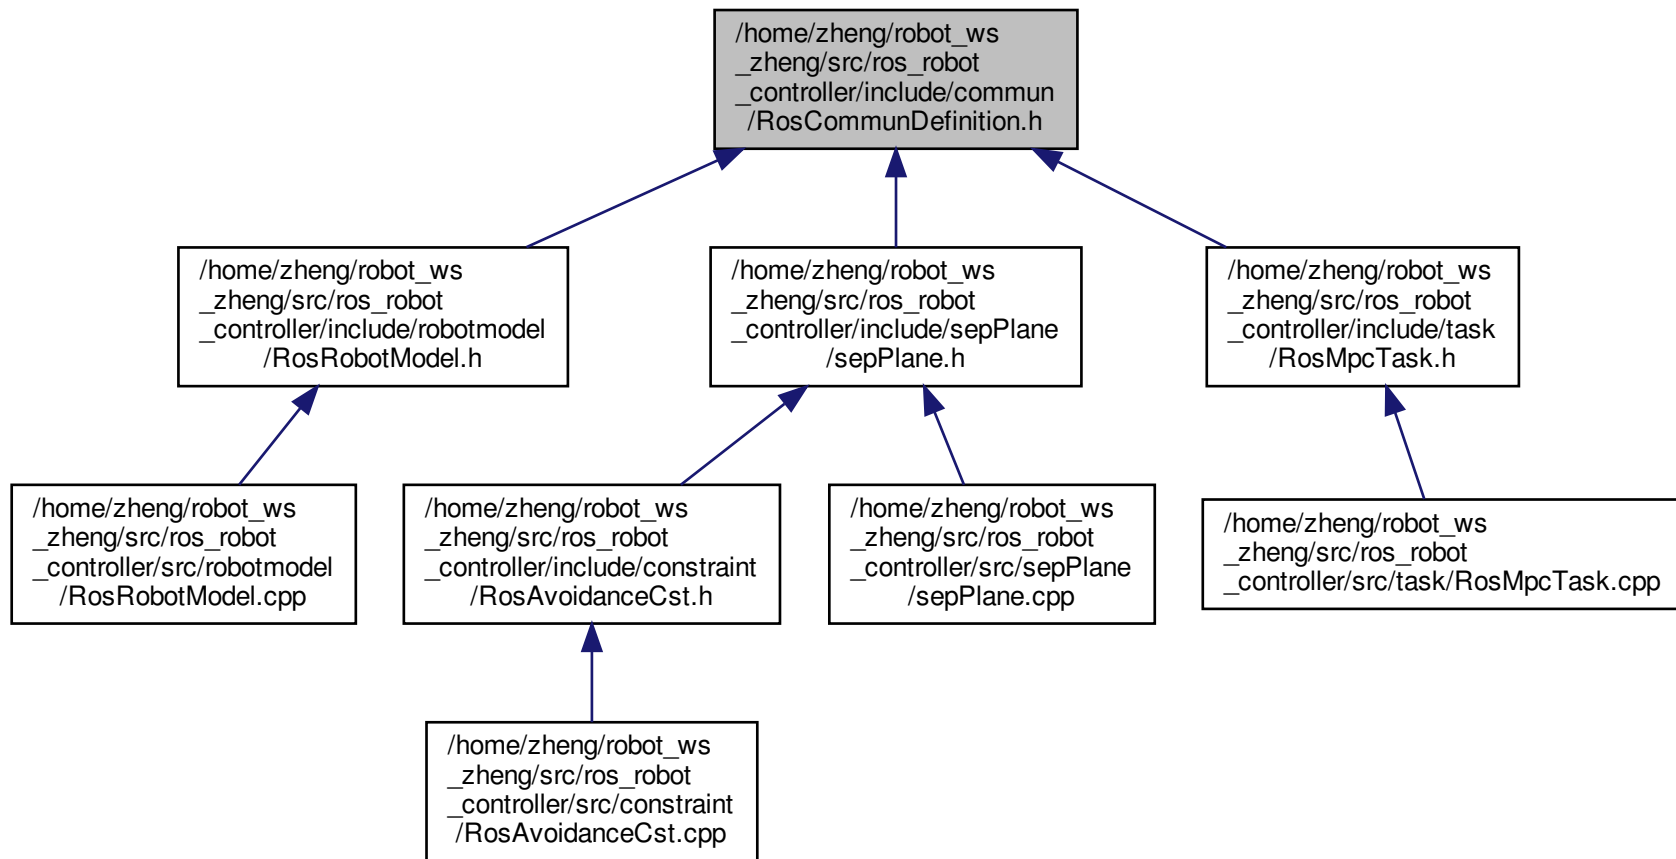 /home/zheng/robot_ws
_zheng/src/ros_robot
_controller/include/commun
/RosCommunDefinition.h
/home/zheng/robot_ws
_zheng/src/ros_robot
_controller/include/robotmodel
/RosRobotModel.h
/home/zheng/robot_ws
_zheng/src/ros_robot
_controller/include/sepPlane
/sepPlane.h
/home/zheng/robot_ws
_zheng/src/ros_robot
_controller/include/task
/RosMpcTask.h
/home/zheng/robot_ws
_zheng/src/ros_robot
_controller/src/robotmodel
/RosRobotModel.cpp
/home/zheng/robot_ws
_zheng/src/ros_robot
_controller/include/constraint
/RosAvoidanceCst.h
/home/zheng/robot_ws
_zheng/src/ros_robot
_controller/src/sepPlane
/sepPlane.cpp
/home/zheng/robot_ws
_zheng/src/ros_robot
_controller/src/task/RosMpcTask.cpp
/home/zheng/robot_ws
_zheng/src/ros_robot
_controller/src/constraint
/RosAvoidanceCst.cpp